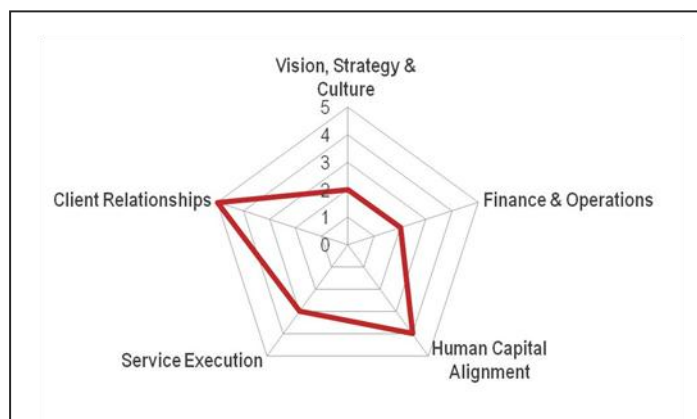 Vision, Strategy &
Culture
5
4
3
2
1
0
Client Relationships
Finance & Operations
Service Execution
Human Capital
Alignment